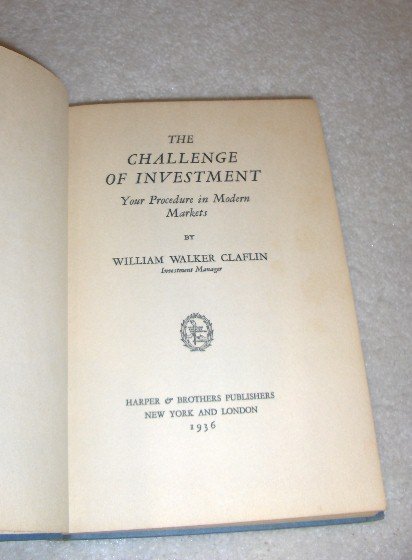 THE
CHALLENGE
OF INVESTMENT
Your Procedure in Modern
Markets
BY
WILLIAM WALKER CLAFLIN
Investment Manager
HARPER & BROTHERS PUBLISHERS
NEW YORK AND LONDON
1936